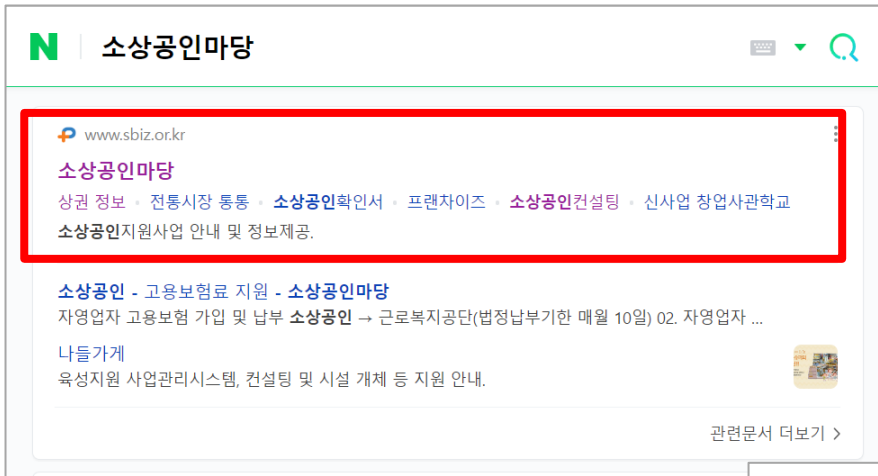 N 소상공인마당
www.sbiz.or.kr
소상공인마당
상권 정보 · 전통시장 통통 · 소상공인확인서 · 프랜차이즈 · 소상공인컨설팅 · 신사업 창업사관학교
소상공인지원사업 안내 및 정보제공.
소상공인 - 고용보험료 지원 - 소상공인마당
자영업자 고용보험 가입 및 납부 소상공인 → 근로복지공단(법정납부기한 매월 10일) 02. 자영업자 ...
나들가게
육성지원 사업관리시스템, 컨설팅 및 시설 개체 등 지원 안내.
관련문서 더보기 >